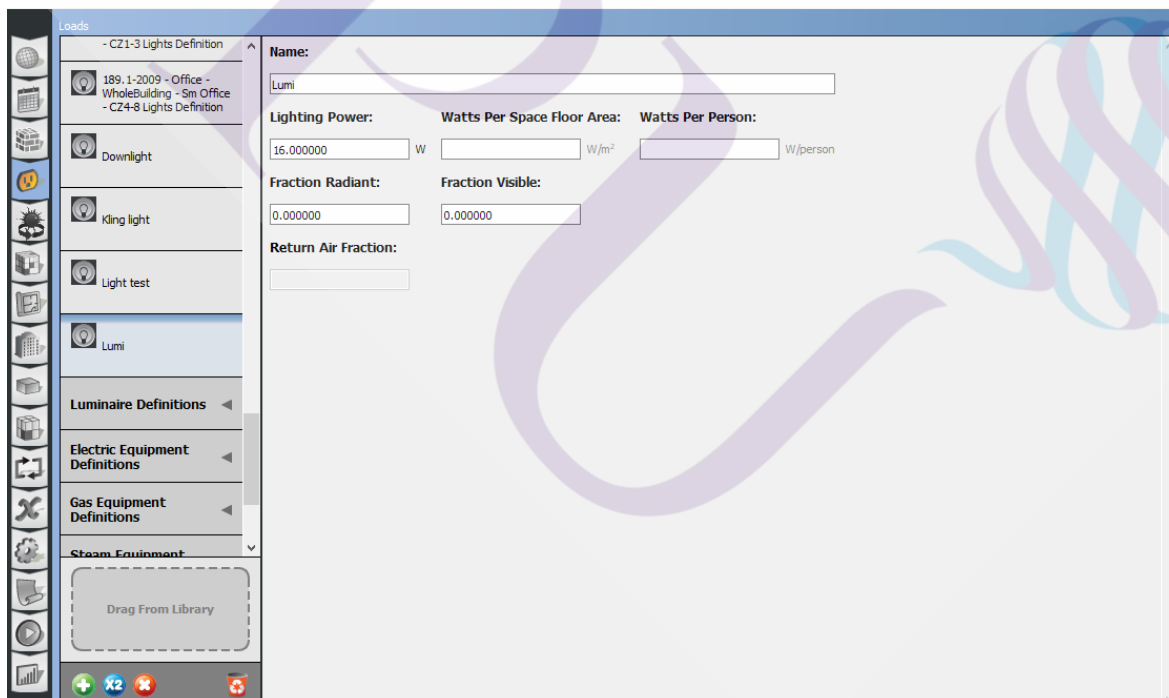 Loads
- CZ1-3 Lights Definition
189.1-2009 - Office -
WholeBuilding - Sm Office
- CZ4-8 Lights Definition
Downlight
Kling light
Light test
Lumi
Luminaire Definitions
Electric Equipment
Definitions
Gas Equipment
Definitions
Steam Equipment
Drag From Library
X2
Name:
Lumi
Lighting Power: Watts Per Space Floor Area: Watts Per Person:
16.000000 W W/m² W/person
Fraction Radiant: Fraction Visible:
0.000000 0.000000
Return Air Fraction: